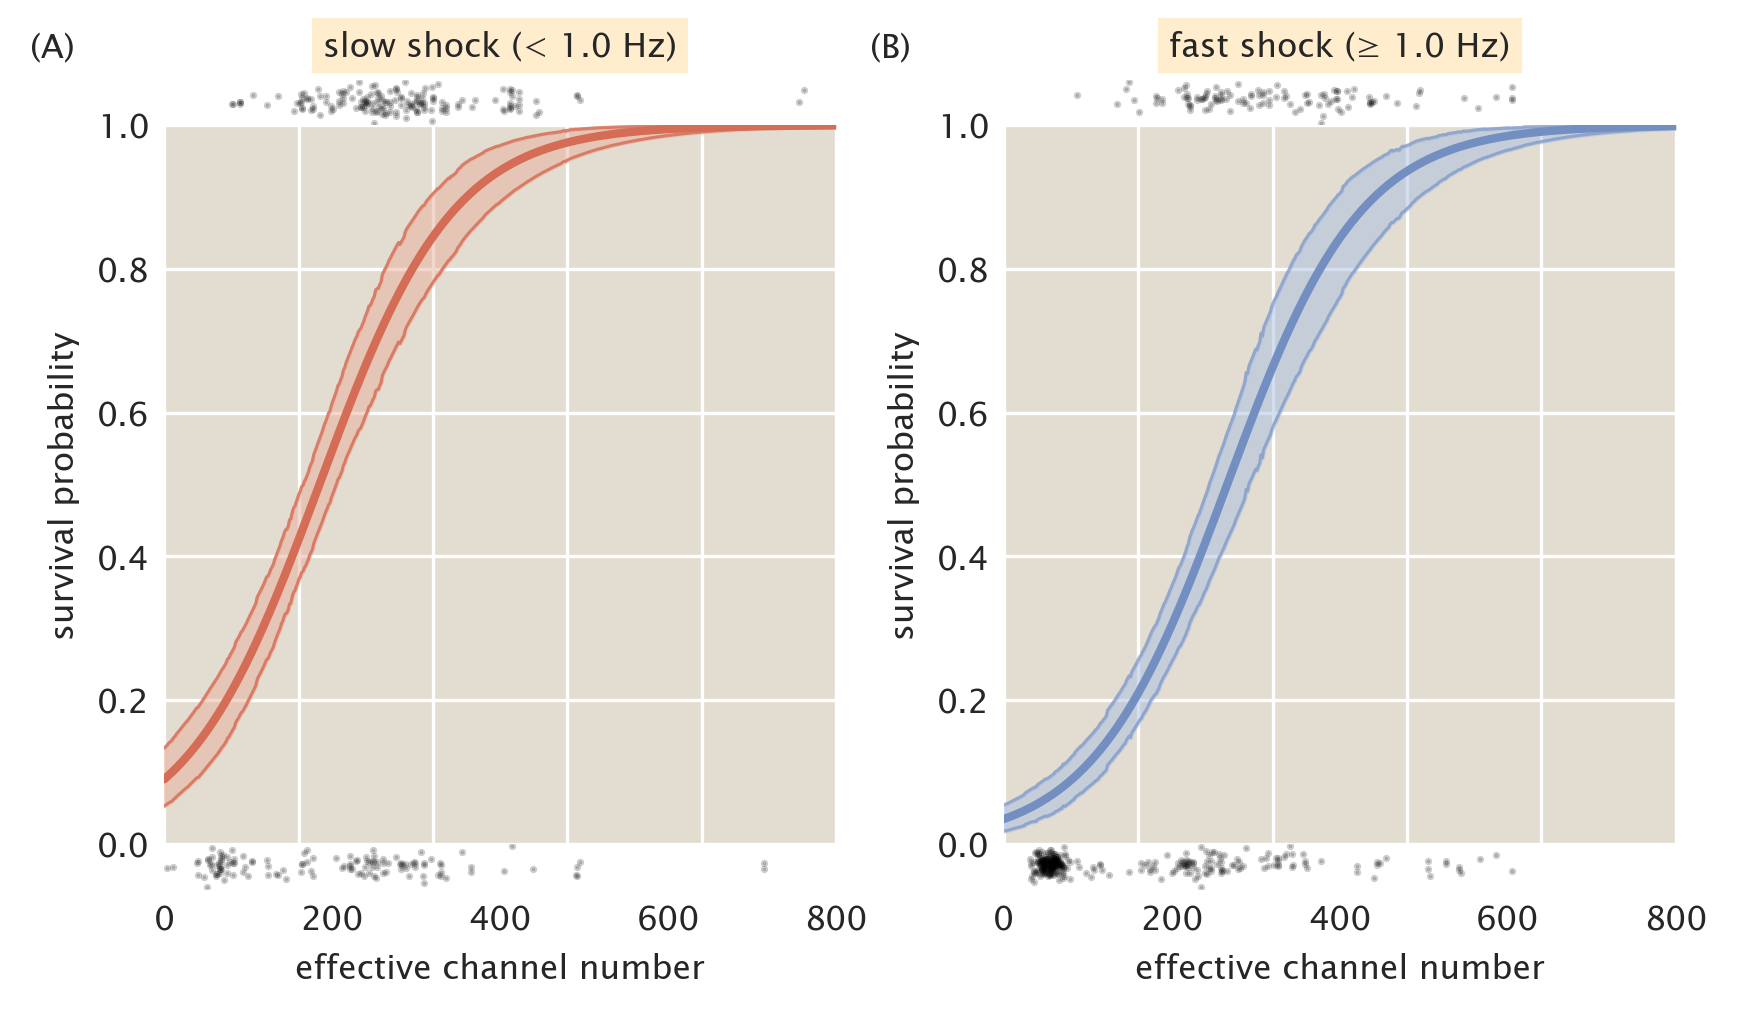 (A)
slow shock (< 1.0 Hz)
1.0
0.8
0.6
0.4
0.2
0.0
survival probability
0 200 400 600 800
effective channel number
(B)
fast shock (≥ 1.0 Hz)
1.0
0.8
0.6
0.4
0.2
0.0
survival probability
0 200 400 600 800
effective channel number